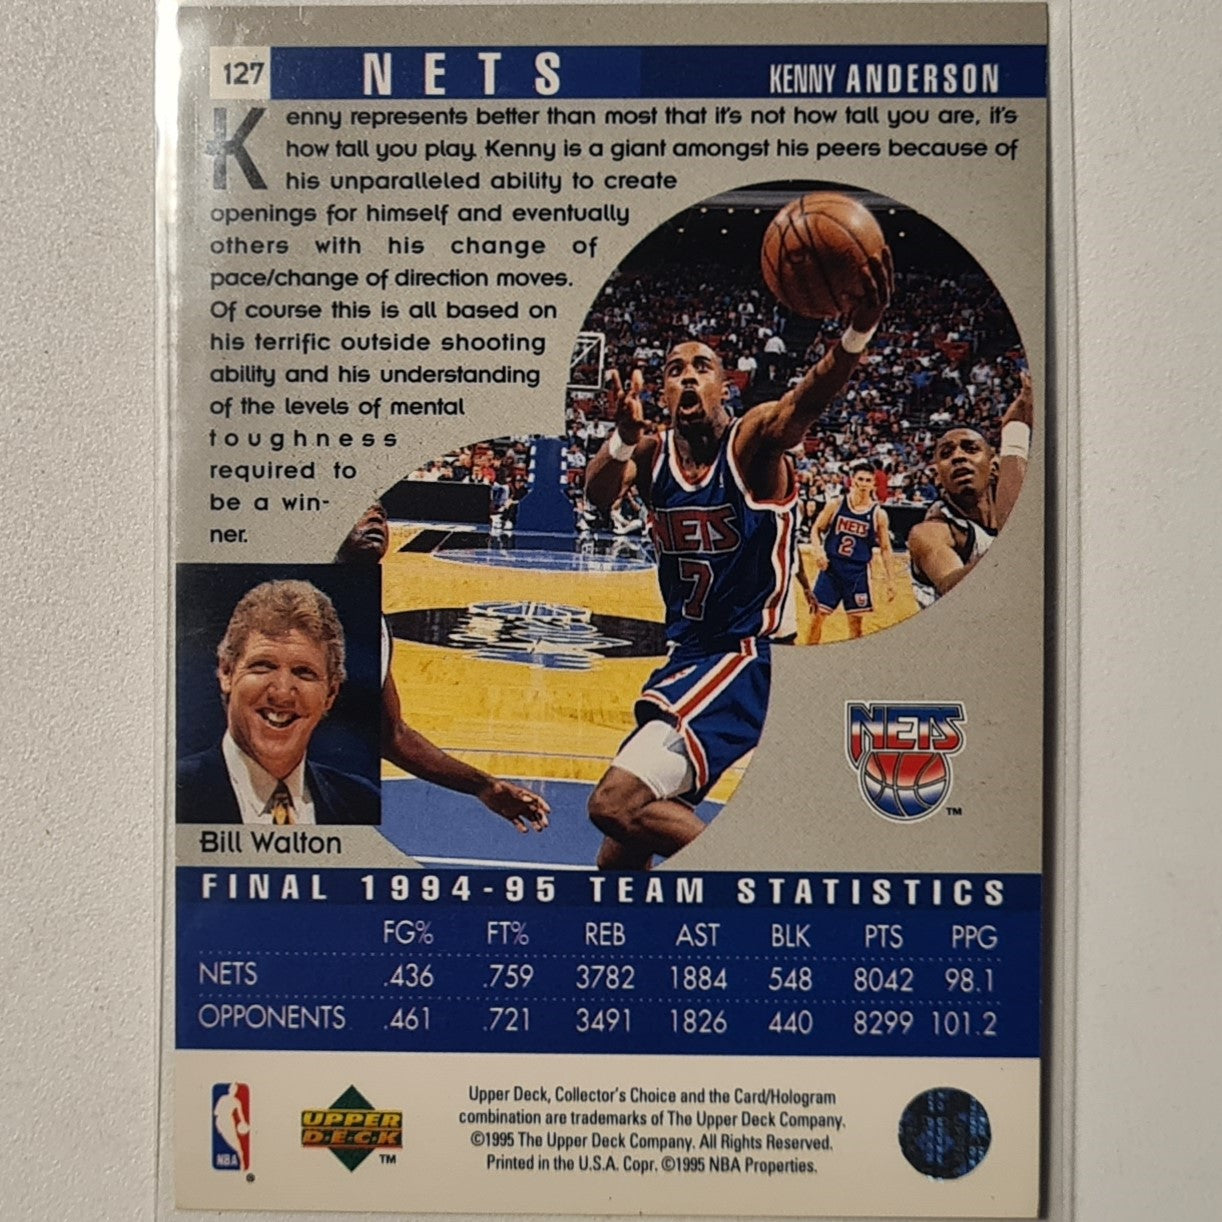 127 NETS KENNY ANDERSON
Kenny represents better than most that it's not how tall you are, it's
how tall you play. Kenny is a giant amongst his peers because of
his unparalleled ability to create
openings for himself and eventually
others with his change of
pace/change of direction moves.
Of course this is all based on
his terrific outside shooting
ability and his understanding
of the levels of mental
toughness
required to
be a win-
ner.
NETS
7
NETS
2
NETS
TM
Bill Walton
FINAL 1994-95 TEAM STATISTICS
FG% FT% REB AST BLK PTS PPG
NETS .436 .759 3782 1884 548 8042 98.1
OPPONENTS .461 .721 3491 1826 440 8299 101.2
NBA
®
UPPER
DECK
TM
Upper Deck, Collector's Choice and the Card/Hologram
combination are trademarks of The Upper Deck Company.
©1995 The Upper Deck Company. All Rights Reserved.
Printed in the U.S.A. Copr. ©1995 NBA Properties.